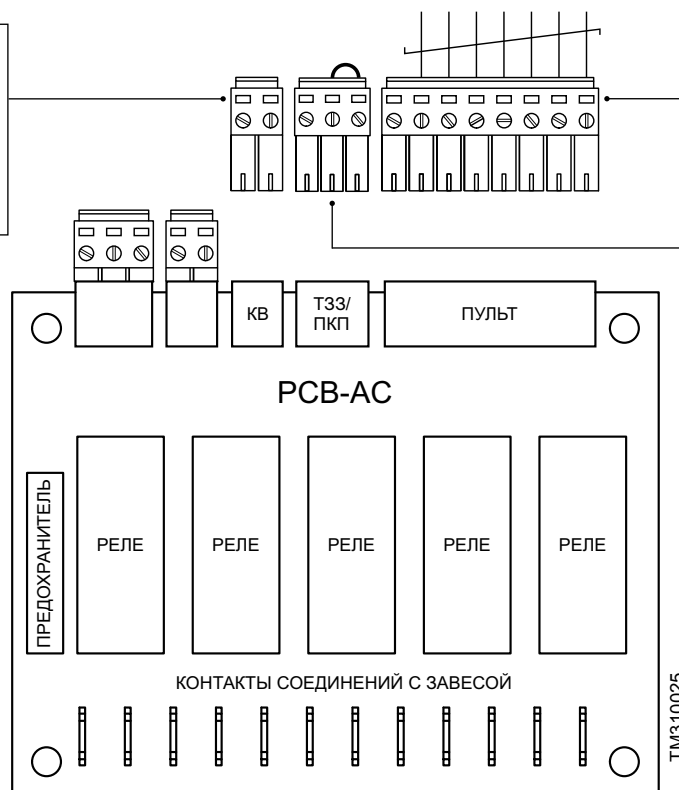 КВ
ТЗЗ/
ПКП
ПУЛЬТ
PCB-AC
ПРЕДОХРАНИТЕЛЬ
РЕЛЕ
РЕЛЕ
РЕЛЕ
РЕЛЕ
РЕЛЕ
КОНТАКТЫ СОЕДИНЕНИЙ С ЗАВЕСОЙ
TM310025